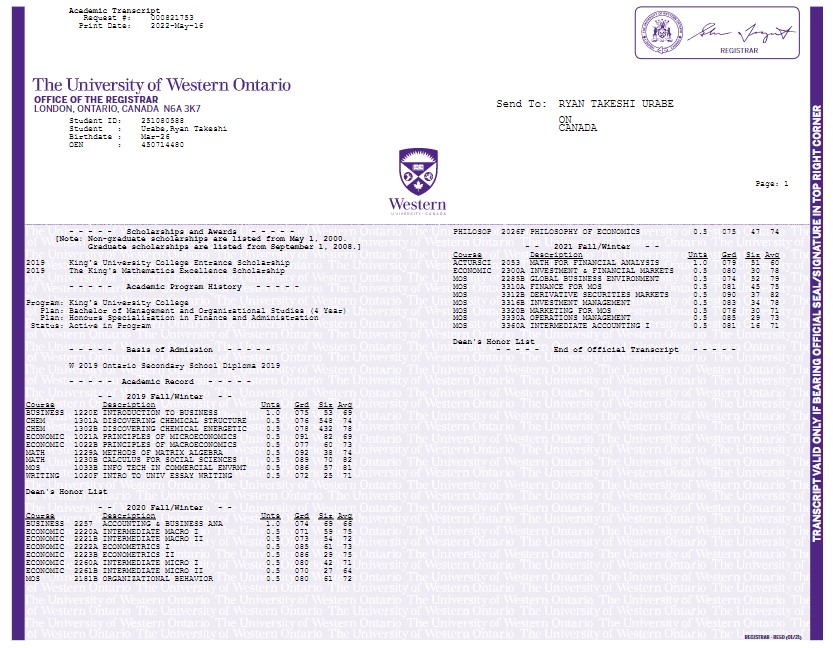 Academic Transcript
Request #: 000821753
Print Date: 2022-May-16
REGISTRAR
The University of Western Ontario
OFFICE OF THE REGISTRAR
LONDON, ONTARIO, CANADA N6A 3K7
Send To: RYAN TAKESHI URABE
ON
CANADA
Student ID: 251080588
Student : Urabe,Ryan Takeshi
Birthdate : Mar-26
OEN : 450714480
Western
UNIVERSITY · CANADA
Page: 1
- - - - - Scholarships and Awards - - - - -
[Note: Non-graduate scholarships are listed from May 1, 2000.
Graduate scholarships are listed from September 1, 2008.]
2019 King's University College Entrance Scholarship
2019 The King's Mathematics Excellence Scholarship
- - - - - Academic Program History - - - - -
Program: King's University College
Plan: Bachelor of Management and Organizational Studies (4 Year)
Plan: Honours Specialization in Finance and Administration
Status: Active in Program
- - - - - Basis of Admission - - - - -
W 2019 Ontario Secondary School Diploma 2019
- - - - - Academic Record - - - - -
- - 2019 Fall/Winter - -
Course Description Unts Grd Siz Avg
BUSINESS 1220E INTRODUCTION TO BUSINESS 1.0 075 53 69
CHEM 1301A DISCOVERING CHEMICAL STRUCTURE 0.5 076 548 74
CHEM 1302B DISCOVERING CHEMICAL ENERGETIC 0.5 078 432 78
ECONOMIC 1021A PRINCIPLES OF MICROECONOMICS 0.5 091 82 69
ECONOMIC 1022B PRINCIPLES OF MACROECONOMICS 0.5 077 60 73
MATH 1229A METHODS OF MATRIX ALGEBRA 0.5 092 38 74
MATH 1230B CALCULUS FOR SOCIAL SCIENCES 0.5 089 70 82
MOS 1033B INFO TECH IN COMMERCIAL ENVRMT 0.5 086 57 81
WRITING 1020F INTRO TO UNIV ESSAY WRITING 0.5 072 25 71
Dean's Honor List
- - 2020 Fall/Winter - -
Course Description Unts Grd Siz Avg
BUSINESS 2257 ACCOUNTING & BUSINESS ANA 1.0 074 69 66
ECONOMIC 2220A INTERMEDIATE MACRO I 0.5 071 59 75
ECONOMIC 2221B INTERMEDIATE MACRO II 0.5 073 54 72
ECONOMIC 2222A ECONOMETRICS I 0.5 085 61 73
ECONOMIC 2223B ECONOMETRICS II 0.5 086 29 75
ECONOMIC 2260A INTERMEDIATE MICRO I 0.5 080 42 71
ECONOMIC 2261B INTERMEDIATE MICRO II 0.5 070 27 64
MOS 2181B ORGANIZATIONAL BEHAVIOR 0.5 080 61 72
PHILOSOP 2026F PHILOSOPHY OF ECONOMICS 0.5 075 47 74
- - 2021 Fall/Winter - -
Course Description Unts Grd Siz Avg
ACTURSCI 2053 MATH FOR FINANCIAL ANALYSIS 1.0 079 51 60
ECONOMIC 2300A INVESTMENT & FINANCIAL MARKETS 0.5 080 30 78
MOS 2285B GLOBAL BUSINESS ENVIRONMENT 0.5 074 52 79
MOS 3310A FINANCE FOR MOS 0.5 081 45 75
MOS 3312B DERIVATIVE SECURITIES MARKETS 0.5 090 37 82
MOS 3316B INVESTMENT MANAGEMENT 0.5 083 34 78
MOS 3320B MARKETING FOR MOS 0.5 076 30 71
MOS 3330A OPERATIONS MANAGEMENT 0.5 085 29 73
MOS 3360A INTERMEDIATE ACCOUNTING I 0.5 081 16 71
Dean's Honor List
- - - - - End of Official Transcript - - - - -
TRANSCRIPT VALID ONLY IF BEARING OFFICIAL SEAL/SIGNATURE IN TOP RIGHT CORNER